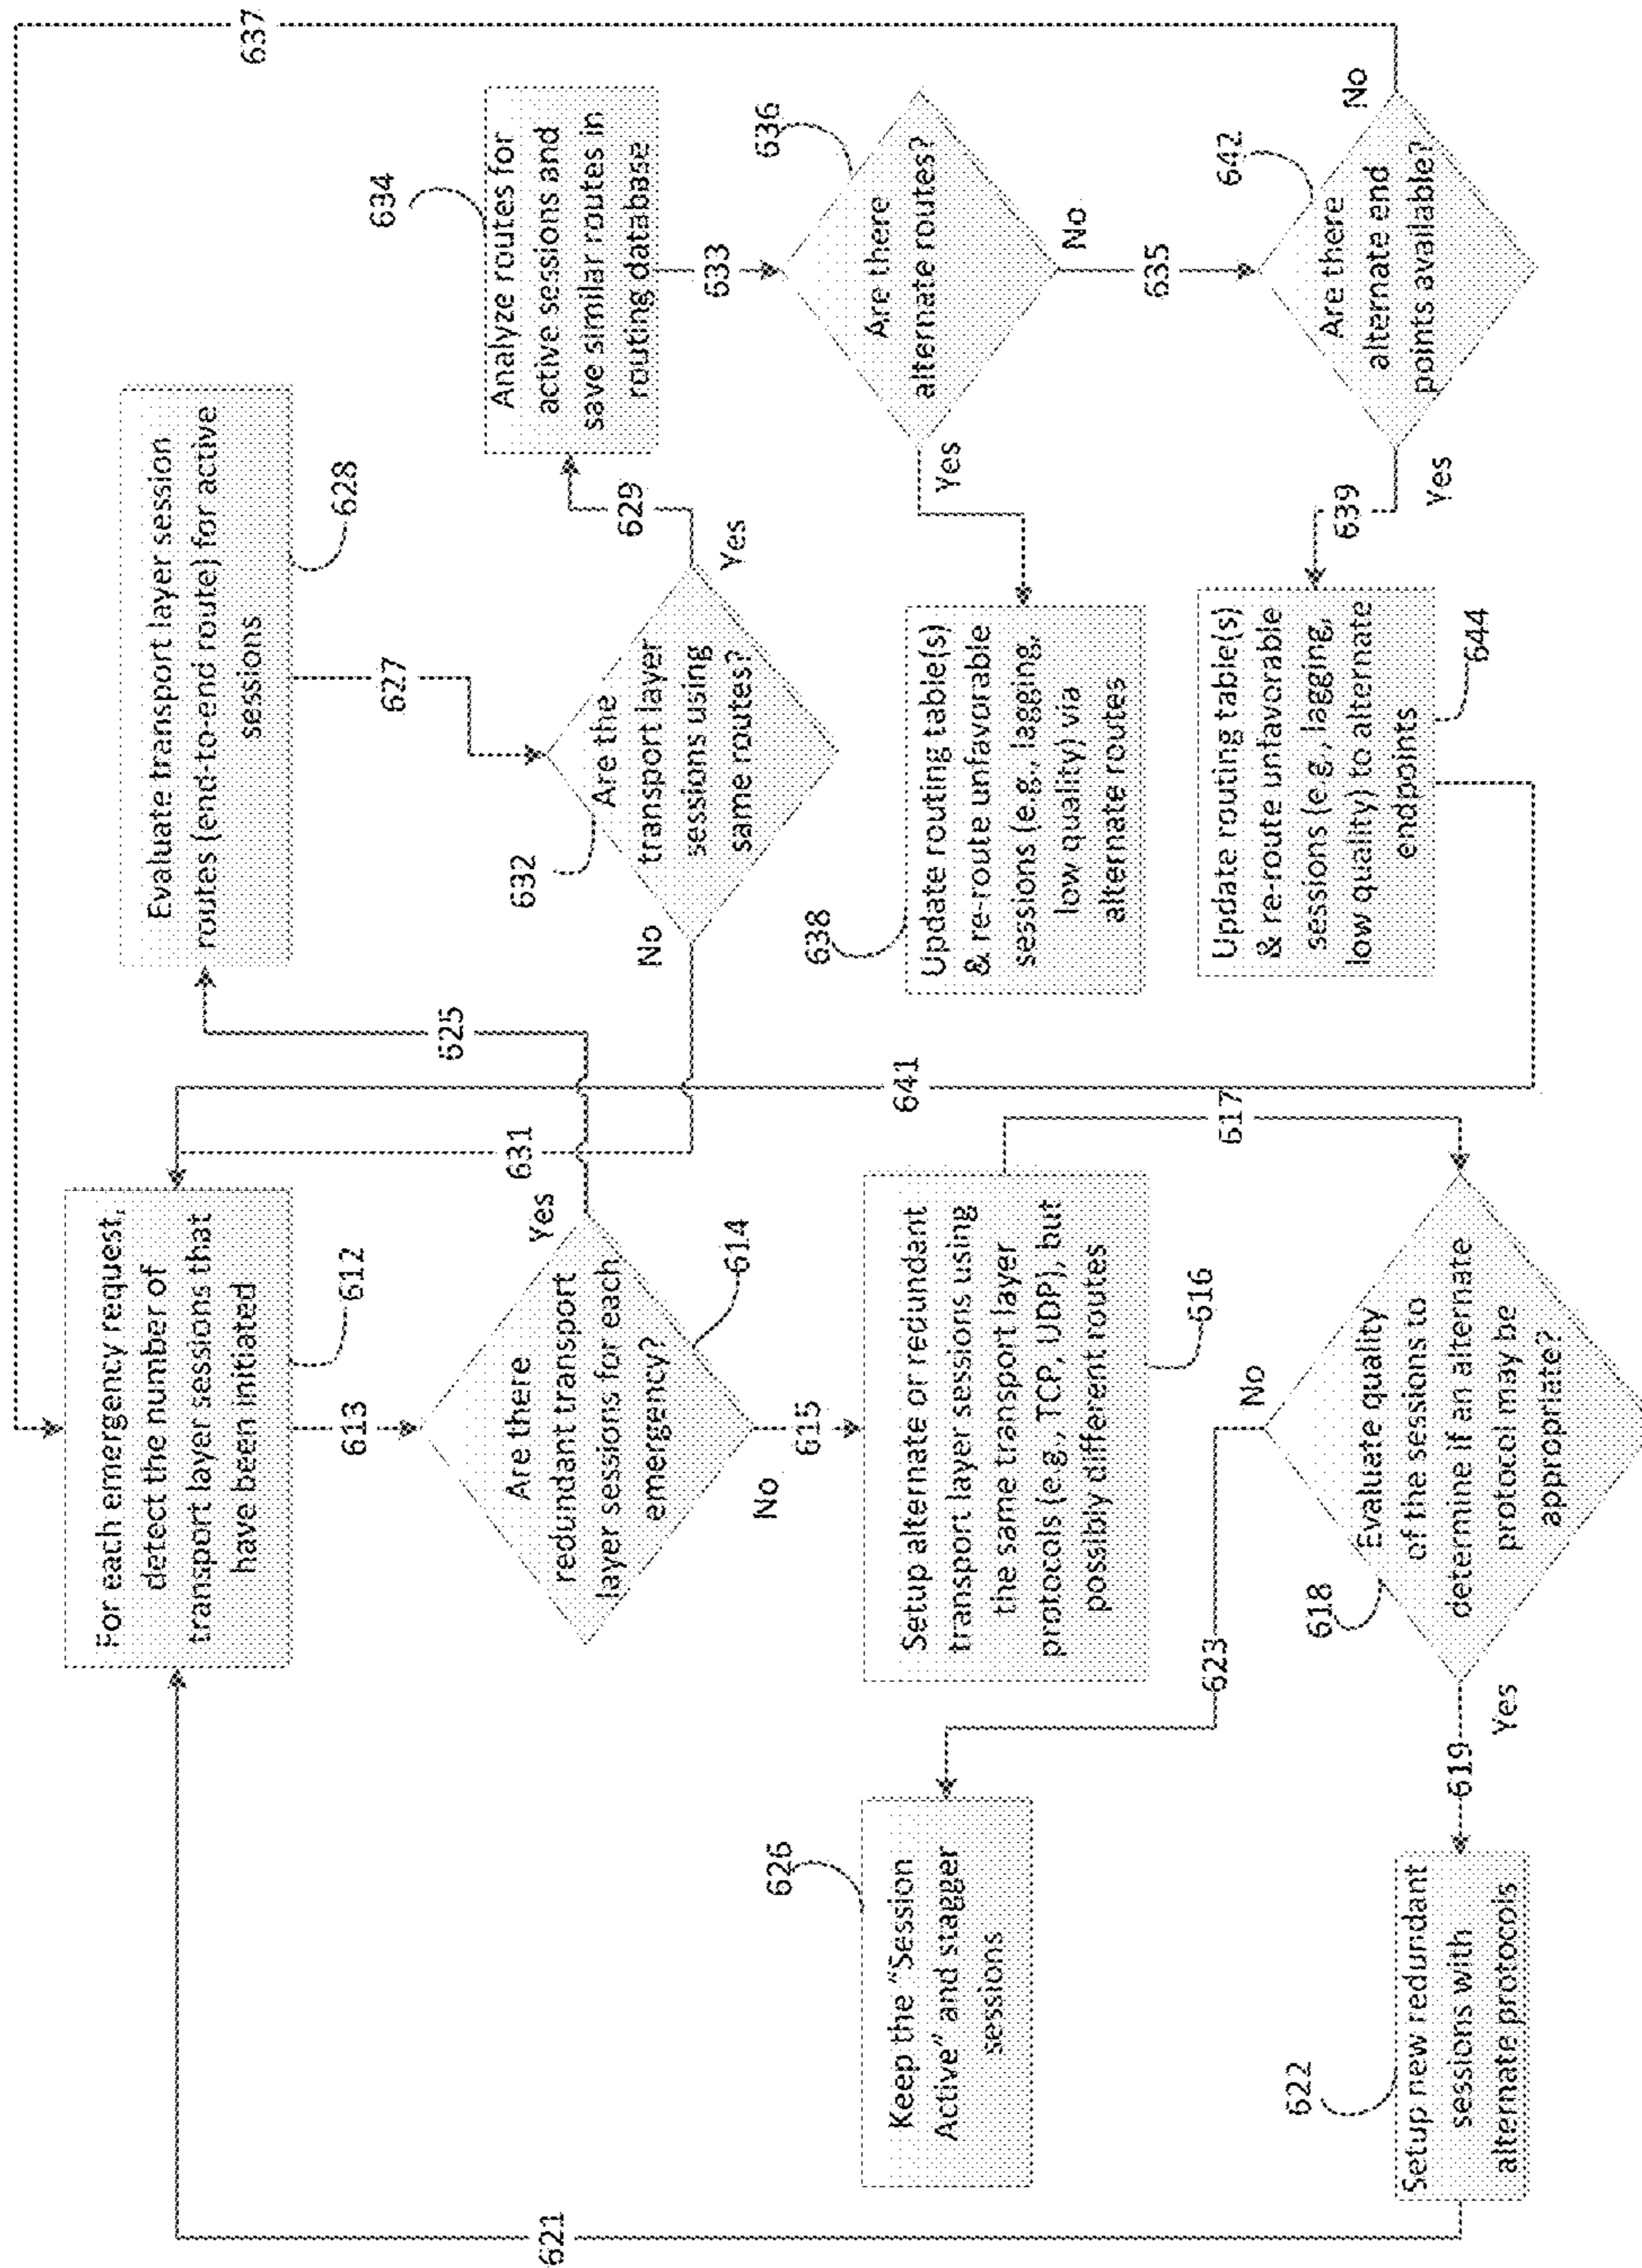 637
For each emergency request,
detect the number of
transport layer sessions that
have been initiated
612
613
Are there
redundant transport
layer sessions for each
emergency?
614
Yes
No
615
Setup alternate or redundant
transport layer sessions using
the same transport layer
protocols (e.g., TCP, UDP), but
possibly different routes
616
617
Evaluate quality
of the sessions to
determine if an alternate
protocol may be
appropriate?
618
No
623
Keep the "Session
Active" and stagger
sessions
626
Yes
619
Setup new redundant
sessions with
alternate protocols
622
621
625
Evaluate transport layer session
routes (end-to-end route) for active
sessions
628
627
Are the
transport layer
sessions using
same routes?
632
No
631
Yes
629
Analyze routes for
active sessions and
save similar routes in
routing database
634
633
Are there
alternate routes?
636
Yes
Update routing table(s)
& re-route unfavorable
sessions (e.g., lagging,
low quality) via
alternate routes
638
No
635
Are there
alternate end
points available?
642
No
Yes
639
Update routing table(s)
& re-route unfavorable
sessions (e.g., lagging,
low quality) to alternate
endpoints
644
641